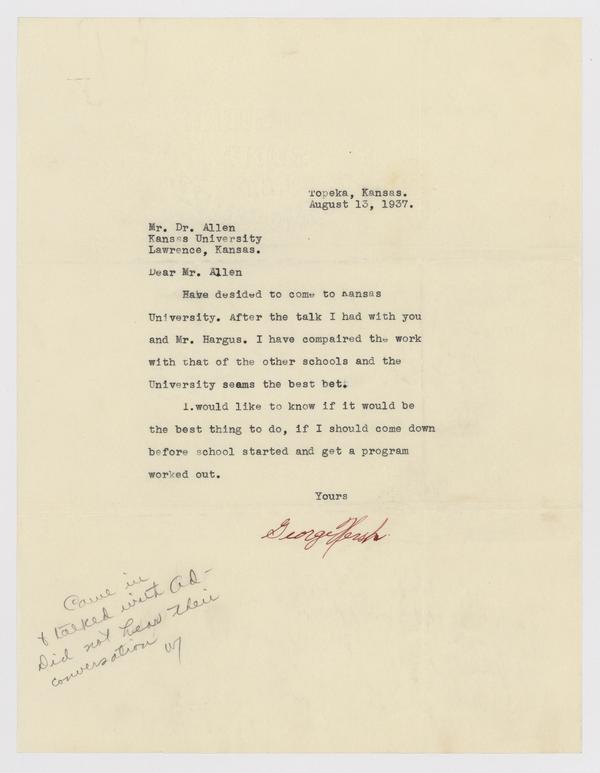 Topeka, Kansas.
August 13, 1937.
Mr. Dr. Allen
Kansas University
Lawrence, Kansas.
Dear Mr. Allen
Have desided to come to Kansas
University. After the talk I had with you
and Mr. Hargus. I have compaired the work
with that of the other schools and the
University seams the best bet.
I.would like to know if it would be
the best thing to do, if I should come down
before school started and get a program
worked out.
Yours
George
Came in
& talked with Ad-
Did not hear their
conversation